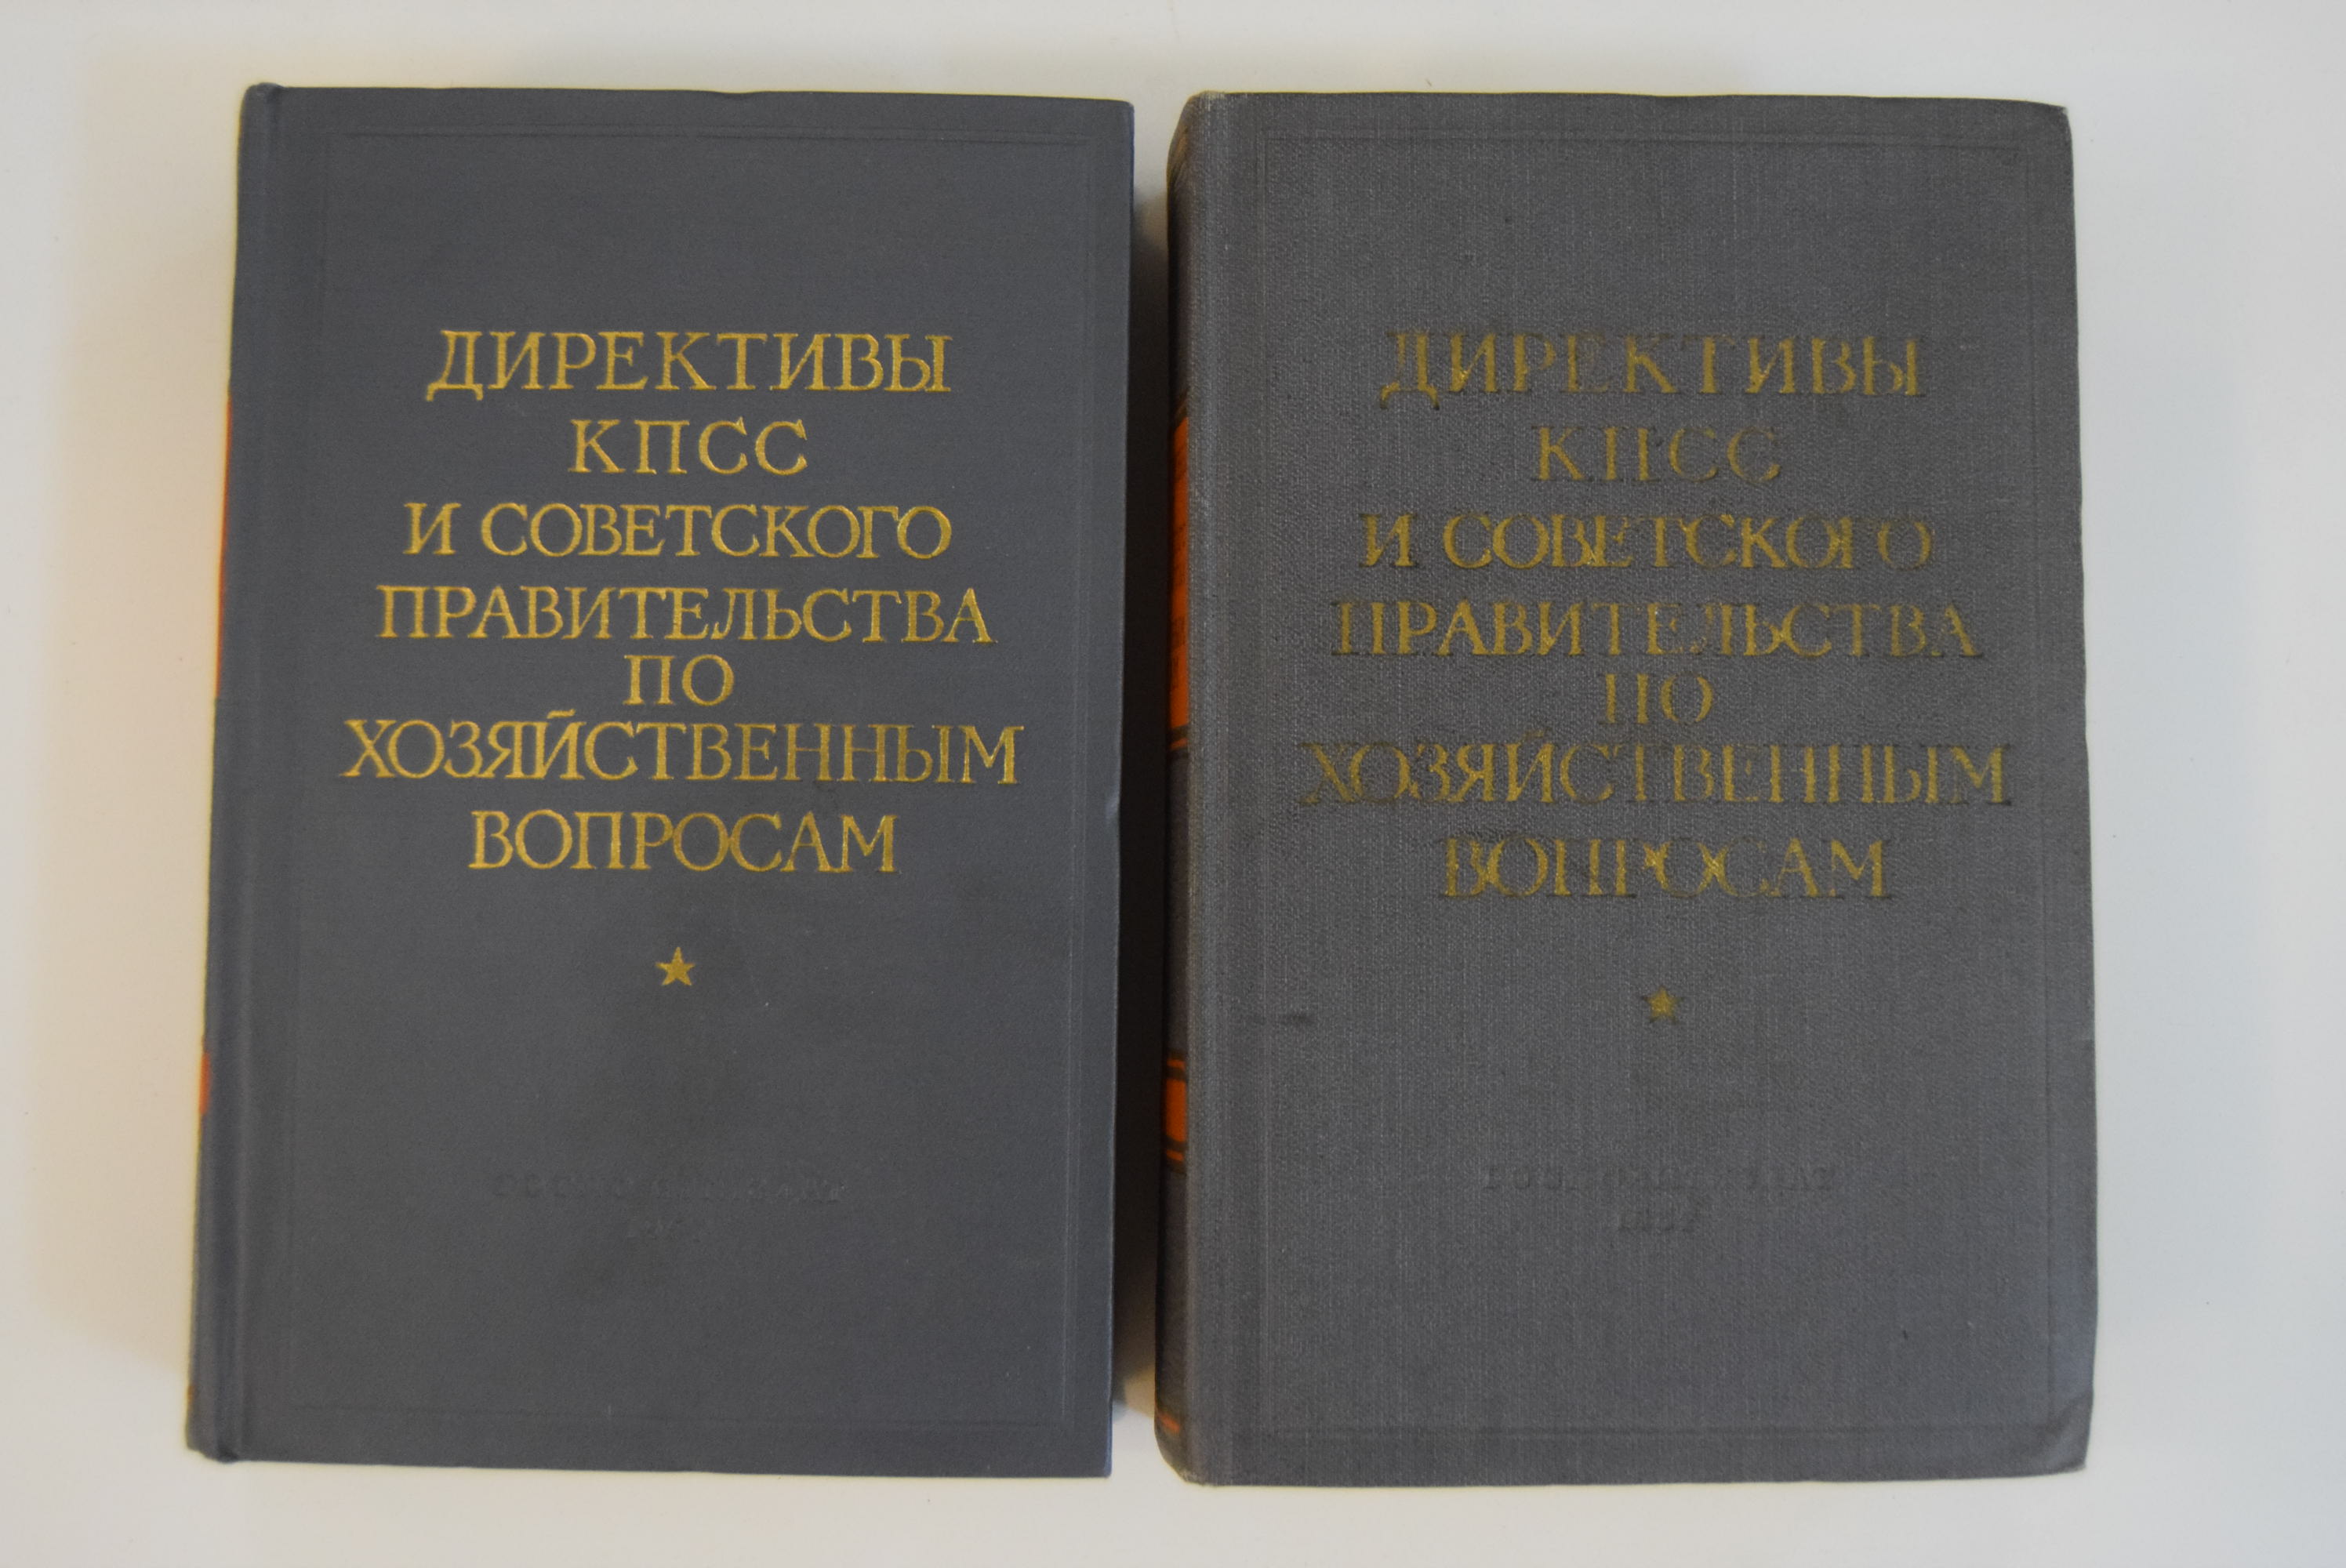 ДИРЕКТИВЫ
КПСС
И СОВЕТСКОГО
ПРАВИТЕЛЬСТВА
ПО
ХОЗЯЙСТВЕННЫМ
ВОПРОСАМ
ДИРЕКТИВЫ
КПСС
И СОВЕТСКОГО
ПРАВИТЕЛЬСТВА
ПО
ХОЗЯЙСТВЕННЫМ
ВОПРОСАМ